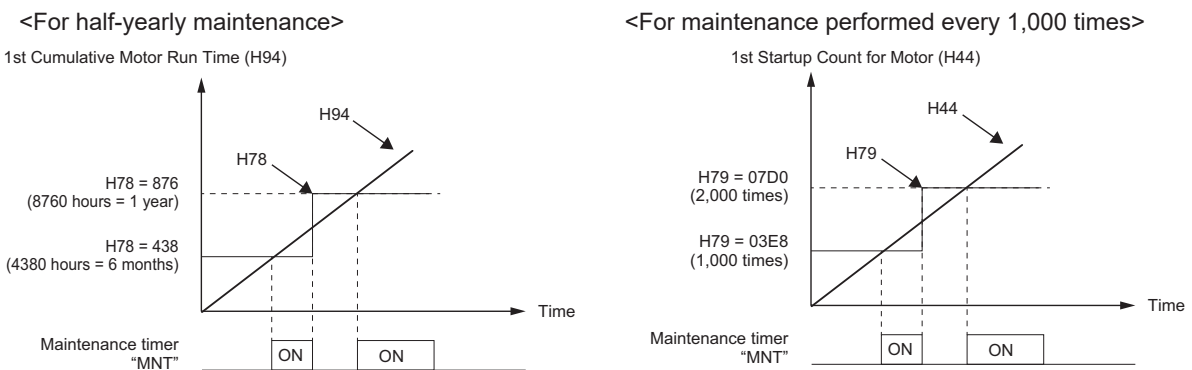 <For half-yearly maintenance>
1st Cumulative Motor Run Time (H94)
H94
H78
H78 = 876
(8760 hours = 1 year)
H78 = 438
(4380 hours = 6 months)
Time
Maintenance timer
“MNT”
ON
ON
<For maintenance performed every 1,000 times>
1st Startup Count for Motor (H44)
H44
H79
H79 = 07D0
(2,000 times)
H79 = 03E8
(1,000 times)
Time
Maintenance timer
“MNT”
ON
ON